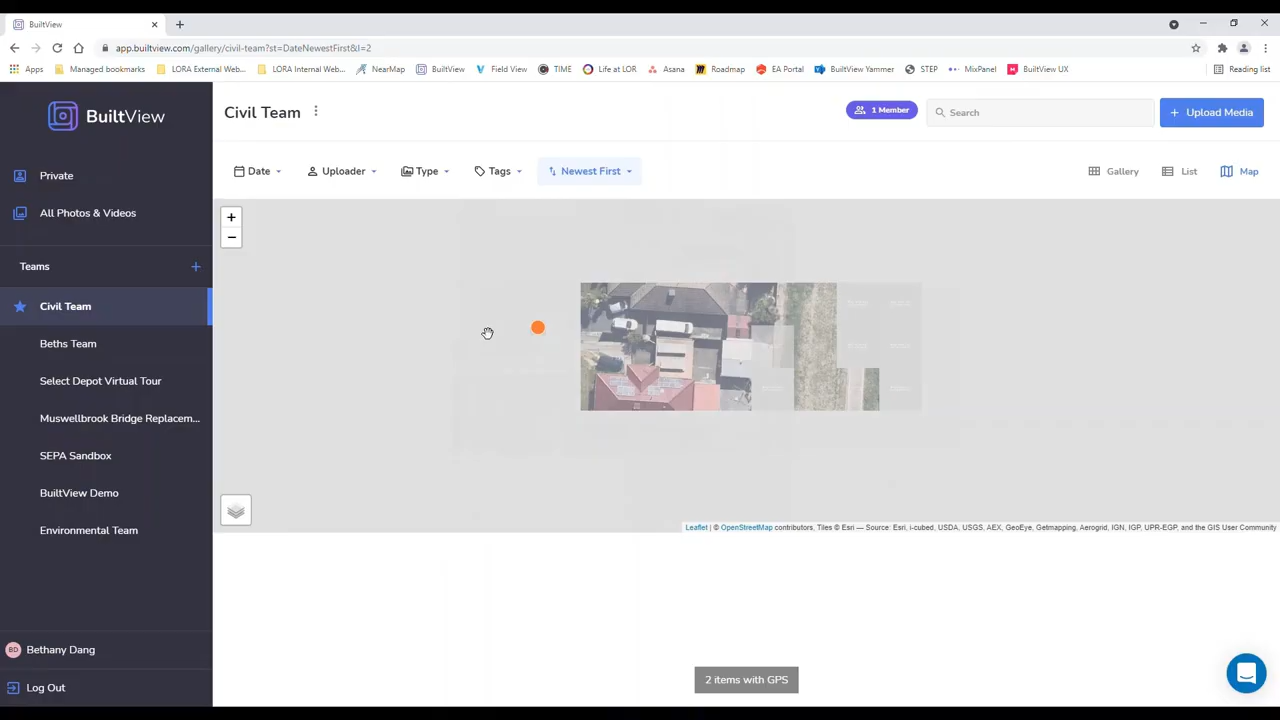 BuiltView
app.builtview.com/gallery/civil-team?st=DateNewestFirst&l=2
Apps
Managed bookmarks
LORA External Web...
LORA Internal Web...
NearMap
BuiltView
Field View
TIME
Life at LOR
Asana
Roadmap
EA Portal
BuiltView Yammer
STEP
MixPanel
BuiltView UX
Reading list
BuiltView
Civil Team
1 Member
Search
+ Upload Media
Private
All Photos & Videos
Teams +
Civil Team
Beths Team
Select Depot Virtual Tour
Muswellbrook Bridge Replacem...
SEPA Sandbox
BuiltView Demo
Environmental Team
BD Bethany Dang
Log Out
Date
Uploader
Type
Tags
Newest First
Gallery
List
Map
+
−
Leaflet | © OpenStreetMap contributors, Tiles © Esri — Source: Esri, i-cubed, USDA, USGS, AEX, GeoEye, Getmapping, Aerogrid, IGN, IGP, UPR-EGP, and the GIS User Community
2 items with GPS